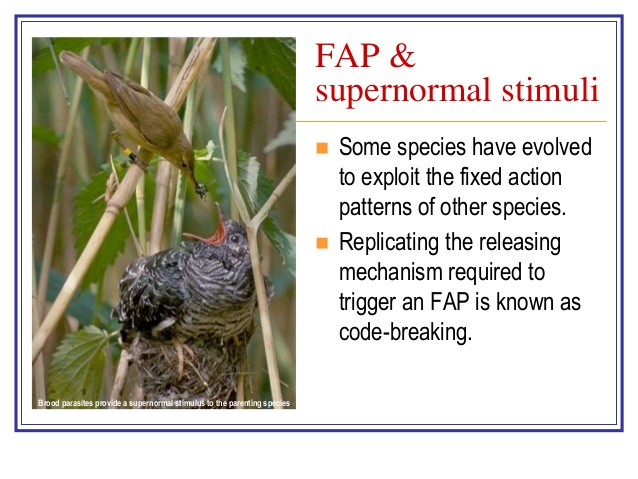 FAP &
supernormal stimuli
Some species have evolved
to exploit the fixed action
patterns of other species.
Replicating the releasing
mechanism required to
trigger an FAP is known as
code-breaking.
Brood parasites provide a supernormal stimulus to the parenting species